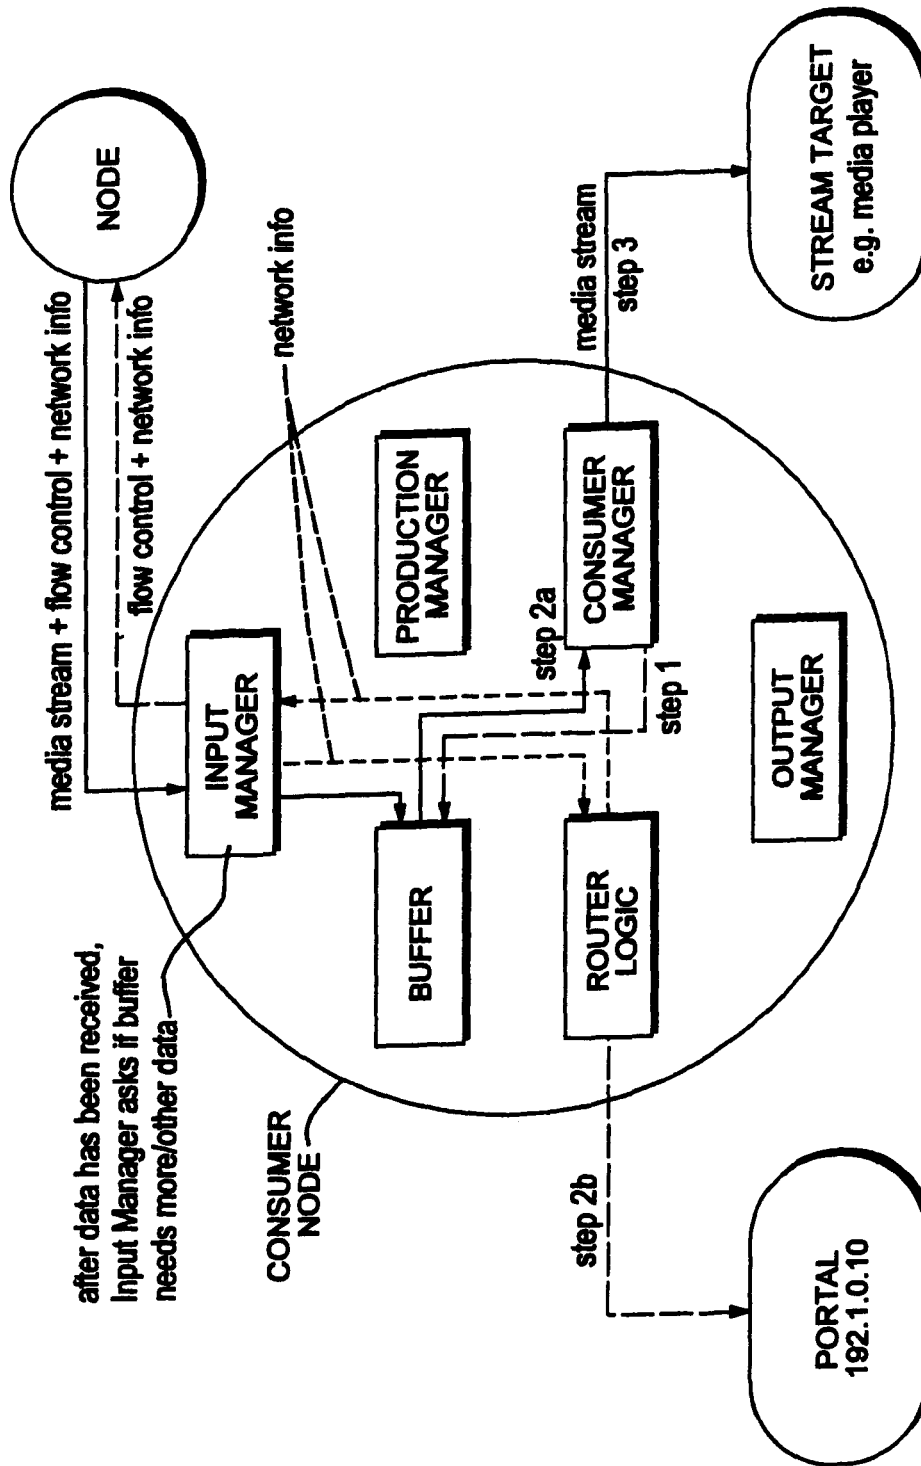 after data has been received,
Input Manager asks if buffer
needs more/other data
media stream + flow control + network info
flow control + network info
NODE
CONSUMER
NODE
INPUT
MANAGER
network info
BUFFER
PRODUCTION
MANAGER
step 2a
step 1
ROUTER
LOGIC
CONSUMER
MANAGER
media stream
step 3
step 2b
OUTPUT
MANAGER
PORTAL
192.1.0.10
STREAM TARGET
e.g. media player